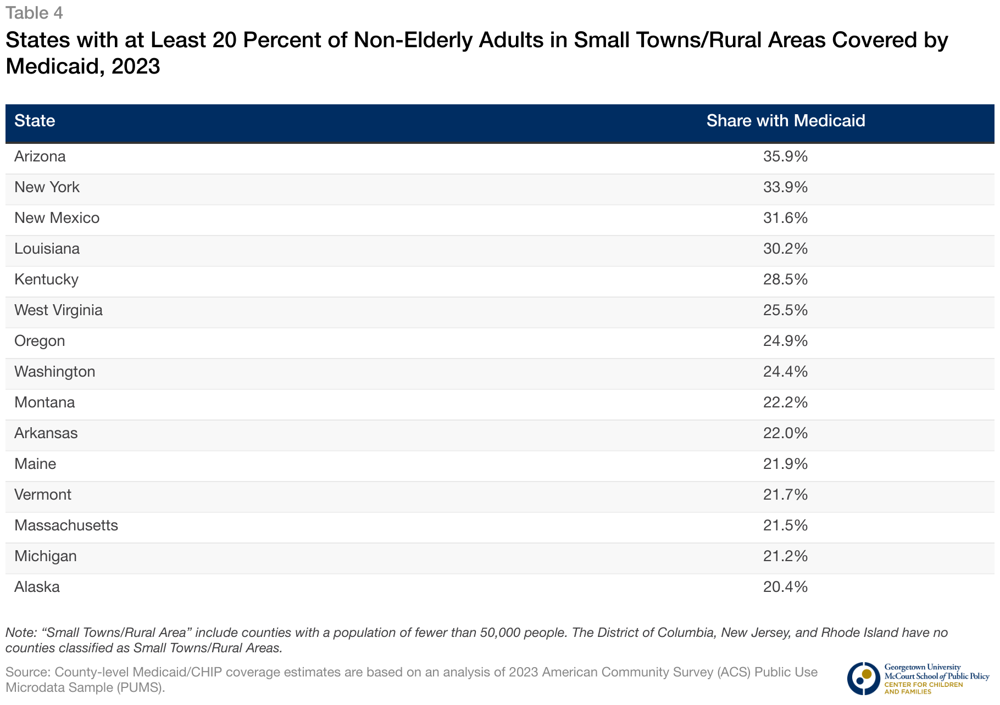 Table 4
States with at Least 20 Percent of Non-Elderly Adults in Small Towns/Rural Areas Covered by
Medicaid, 2023
State Share with Medicaid
Arizona 35.9%
New York 33.9%
New Mexico 31.6%
Louisiana 30.2%
Kentucky 28.5%
West Virginia 25.5%
Oregon 24.9%
Washington 24.4%
Montana 22.2%
Arkansas 22.0%
Maine 21.9%
Vermont 21.7%
Massachusetts 21.5%
Michigan 21.2%
Alaska 20.4%
Note: “Small Towns/Rural Area” include counties with a population of fewer than 50,000 people. The District of Columbia, New Jersey, and Rhode Island have no
counties classified as Small Towns/Rural Areas.
Source: County-level Medicaid/CHIP coverage estimates are based on an analysis of 2023 American Community Survey (ACS) Public Use
Microdata Sample (PUMS).
Georgetown University
McCourt School of Public Policy
CENTER FOR CHILDREN
AND FAMILIES